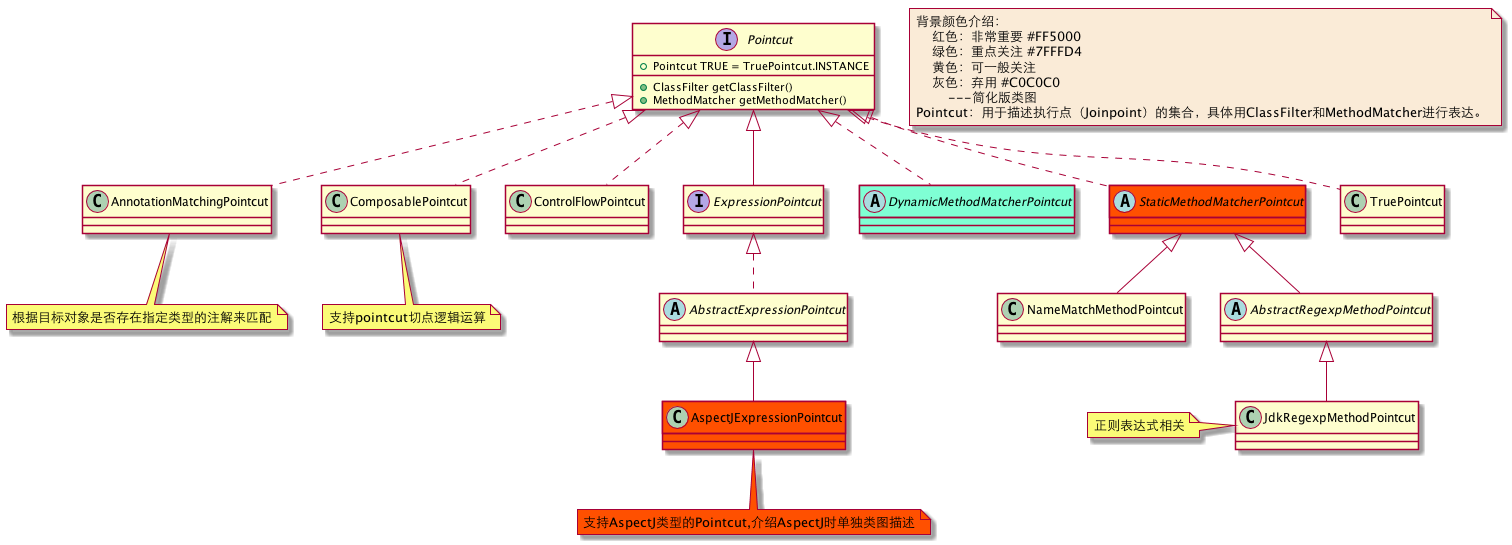 I Pointcut
Pointcut TRUE = TruePointcut.INSTANCE
ClassFilter getClassFilter()
MethodMatcher getMethodMatcher()
背景颜色介绍：
红色：非常重要 #FF5000
绿色：重点关注 #7FFFD4
黄色：可一般关注
灰色：弃用 #C0C0C0
---简化版类图
Pointcut：用于描述执行点（Joinpoint）的集合，具体用ClassFilter和MethodMatcher进行表达。
C AnnotationMatchingPointcut
C ComposablePointcut
C ControlFlowPointcut
I ExpressionPointcut
A DynamicMethodMatcherPointcut
A StaticMethodMatcherPointcut
C TruePointcut
根据目标对象是否存在指定类型的注解来匹配
支持pointcut切点逻辑运算
A AbstractExpressionPointcut
C NameMatchMethodPointcut
A AbstractRegexpMethodPointcut
C AspectJExpressionPointcut
正则表达式相关
C JdkRegexpMethodPointcut
支持AspectJ类型的Pointcut,介绍AspectJ时单独类图描述